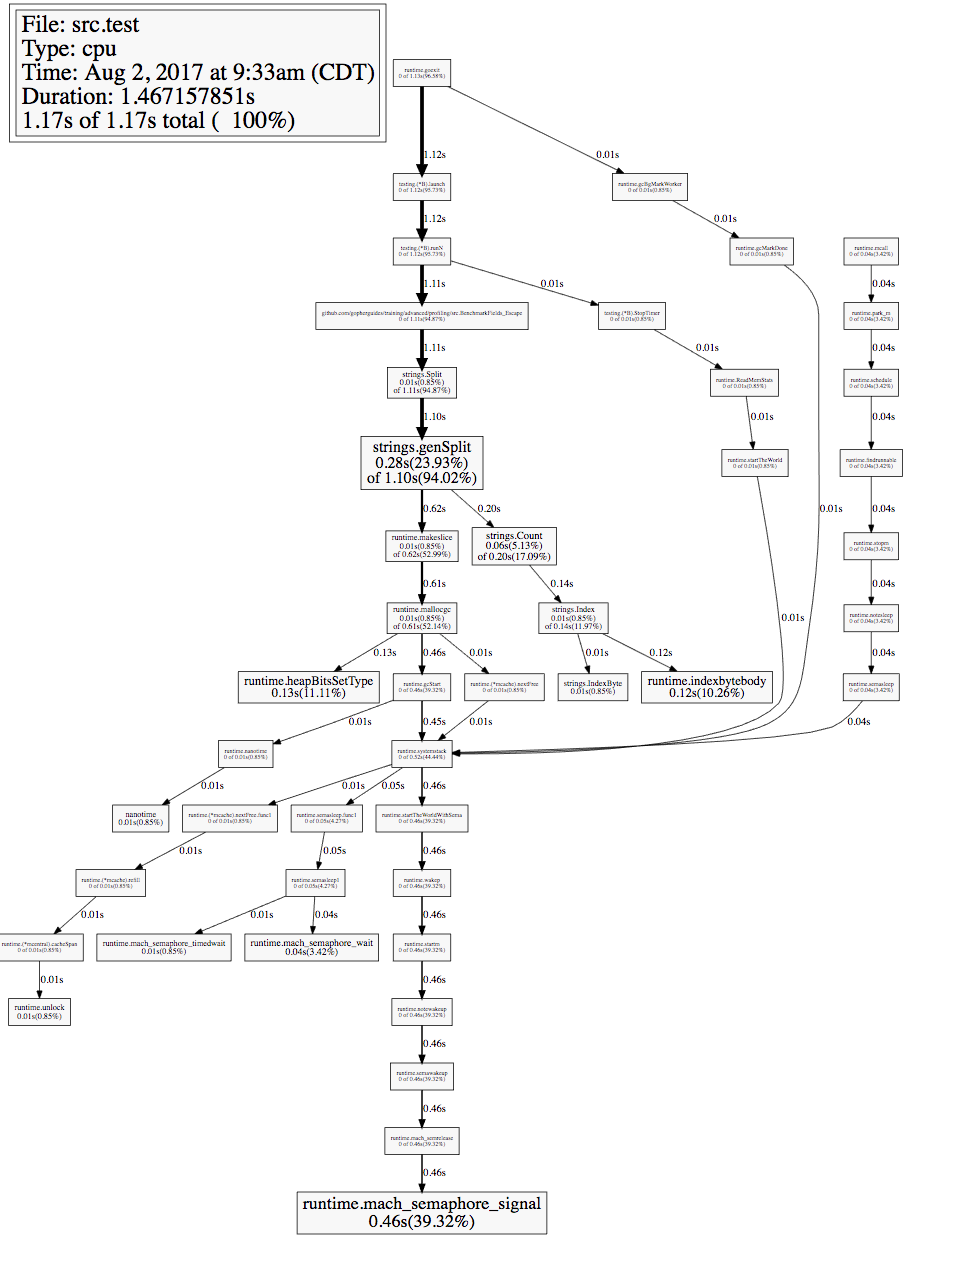 File: src.test
Type: cpu
Time: Aug 2, 2017 at 9:33am (CDT)
Duration: 1.467157851s
1.17s of 1.17s total ( 100%)
runtime.goexit
0 of 1.13s(96.58%)
1.12s
0.01s
testing.(*B).launch
0 of 1.12s(95.73%)
runtime.gcBgMarkWorker
0 of 0.01s(0.85%)
1.12s
0.01s
testing.(*B).runN
0 of 1.12s(95.73%)
runtime.gcMarkDone
0 of 0.01s(0.85%)
runtime.mcall
0 of 0.04s(3.42%)
1.11s
0.01s
0.04s
github.com/gopherguides/training/advanced/profiling/src.BenchmarkFields_Escape
0 of 1.11s(94.87%)
testing.(*B).StopTimer
0 of 0.01s(0.85%)
runtime.park_m
0 of 0.04s(3.42%)
1.11s
0.01s
0.04s
strings.Split
0.01s(0.85%)
of 1.11s(94.87%)
runtime.ReadMemStats
0 of 0.01s(0.85%)
runtime.schedule
0 of 0.04s(3.42%)
1.10s
0.01s
0.04s
strings.genSplit
0.28s(23.93%)
of 1.10s(94.02%)
runtime.startTheWorld
0 of 0.01s(0.85%)
runtime.findrunnable
0 of 0.04s(3.42%)
0.62s
0.20s
0.01s
0.04s
runtime.makeslice
0.01s(0.85%)
of 0.62s(52.99%)
strings.Count
0.06s(5.13%)
of 0.20s(17.09%)
runtime.stopm
0 of 0.04s(3.42%)
0.61s
0.14s
0.04s
runtime.mallocgc
0.01s(0.85%)
of 0.61s(52.14%)
strings.Index
0.01s(0.85%)
of 0.14s(11.97%)
0.01s
runtime.notesleep
0 of 0.04s(3.42%)
0.13s
0.46s
0.01s
0.01s
0.12s
0.04s
runtime.heapBitsSetType
0.13s(11.11%)
runtime.gcStart
0 of 0.46s(39.32%)
runtime.(*mcache).nextFree
0 of 0.01s(0.85%)
strings.IndexByte
0.01s(0.85%)
runtime.indexbytebody
0.12s(10.26%)
runtime.semasleep
0 of 0.04s(3.42%)
0.01s
0.45s
0.01s
0.04s
runtime.nanotime
0 of 0.01s(0.85%)
runtime.systemstack
0 of 0.52s(44.44%)
0.01s
0.01s
0.05s
0.46s
nanotime
0.01s(0.85%)
runtime.(*mcache).nextFree.func1
0 of 0.01s(0.85%)
runtime.semasleep.func1
0 of 0.05s(4.27%)
runtime.startTheWorldWithSema
0 of 0.46s(39.32%)
0.01s
0.05s
0.46s
runtime.(*mcache).refill
0 of 0.01s(0.85%)
runtime.semasleep1
0 of 0.05s(4.27%)
runtime.wakep
0 of 0.46s(39.32%)
0.01s
0.01s
0.04s
0.46s
runtime.(*mcentral).cacheSpan
0 of 0.01s(0.85%)
runtime.mach_semaphore_timedwait
0.01s(0.85%)
runtime.mach_semaphore_wait
0.04s(3.42%)
runtime.startm
0 of 0.46s(39.32%)
0.01s
0.46s
runtime.unlock
0.01s(0.85%)
runtime.notewakeup
0 of 0.46s(39.32%)
0.46s
runtime.semawakeup
0 of 0.46s(39.32%)
0.46s
runtime.mach_semrelease
0 of 0.46s(39.32%)
0.46s
runtime.mach_semaphore_signal
0.46s(39.32%)